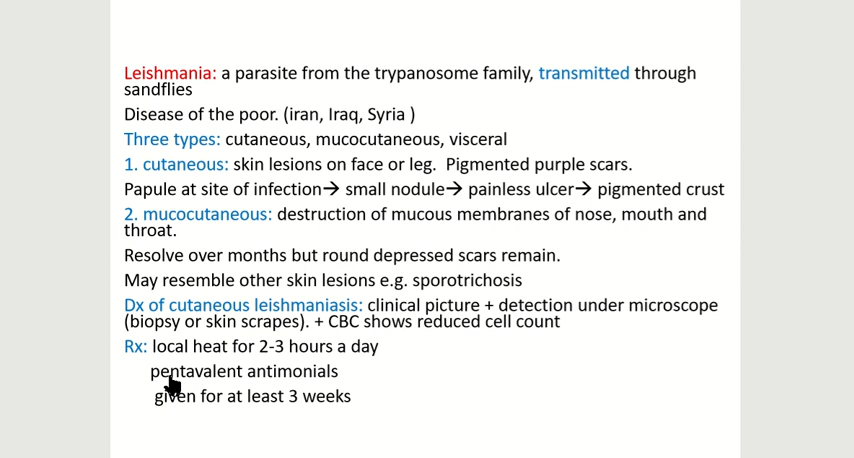 Leishmania: a parasite from the trypanosome family, transmitted through
sandflies
Disease of the poor. (iran, Iraq, Syria )
Three types: cutaneous, mucocutaneous, visceral
1. cutaneous: skin lesions on face or leg.  Pigmented purple scars.
Papule at site of infection→ small nodule→ painless ulcer→ pigmented crust
2. mucocutaneous: destruction of mucous membranes of nose, mouth and
throat.
Resolve over months but round depressed scars remain.
May resemble other skin lesions e.g. sporotrichosis
Dx of cutaneous leishmaniasis: clinical picture + detection under microscope
(biopsy or skin scrapes). + CBC shows reduced cell count
Rx: local heat for 2-3 hours a day
pentavalent antimonials
given for at least 3 weeks